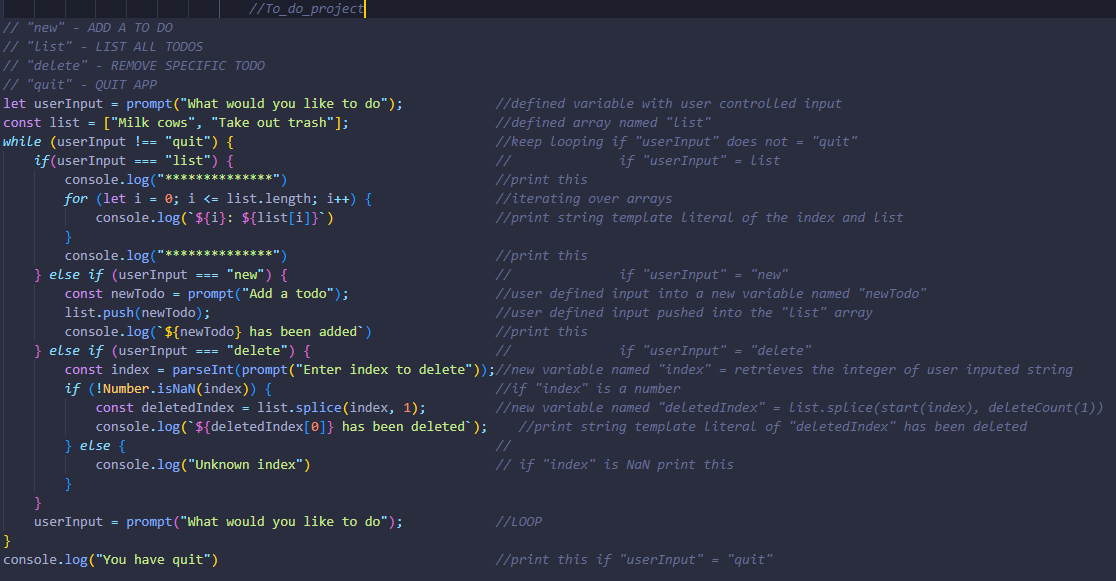 //To_do_project
// "new" - ADD A TO DO
// "list" - LIST ALL TODOS
// "delete" - REMOVE SPECIFIC TODO
// "quit" - QUIT APP
let userInput = prompt("What would you like to do"); //defined variable with user controlled input
const list = ["Milk cows", "Take out trash"]; //defined array named "list"
while (userInput !== "quit") { //keep looping if "userInput" does not = "quit"
if(userInput === "list") { // if "userInput" = list
console.log("**************") //print this
for (let i = 0; i <= list.length; i++) { //iterating over arrays
console.log(`${i}: ${list[i]}`) //print string template literal of the index and list
}
console.log("**************") //print this
} else if (userInput === "new") { // if "userInput" = "new"
const newTodo = prompt("Add a todo"); //user defined input into a new variable named "newTodo"
list.push(newTodo); //user defined input pushed into the "list" array
console.log(`${newTodo} has been added`) //print this
} else if (userInput === "delete") { // if "userInput" = "delete"
const index = parseInt(prompt("Enter index to delete"));//new variable named "index" = retrieves the integer of user inputed string
if (!Number.isNaN(index)) { //if "index" is a number
const deletedIndex = list.splice(index, 1); //new variable named "deletedIndex" = list.splice(start(index), deleteCount(1))
console.log(`${deletedIndex[0]} has been deleted`); //print string template literal of "deletedIndex" has been deleted
} else { //
console.log("Unknown index") // if "index" is NaN print this
}
}
userInput = prompt("What would you like to do"); //LOOP
}
console.log("You have quit") //print this if "userInput" = "quit"